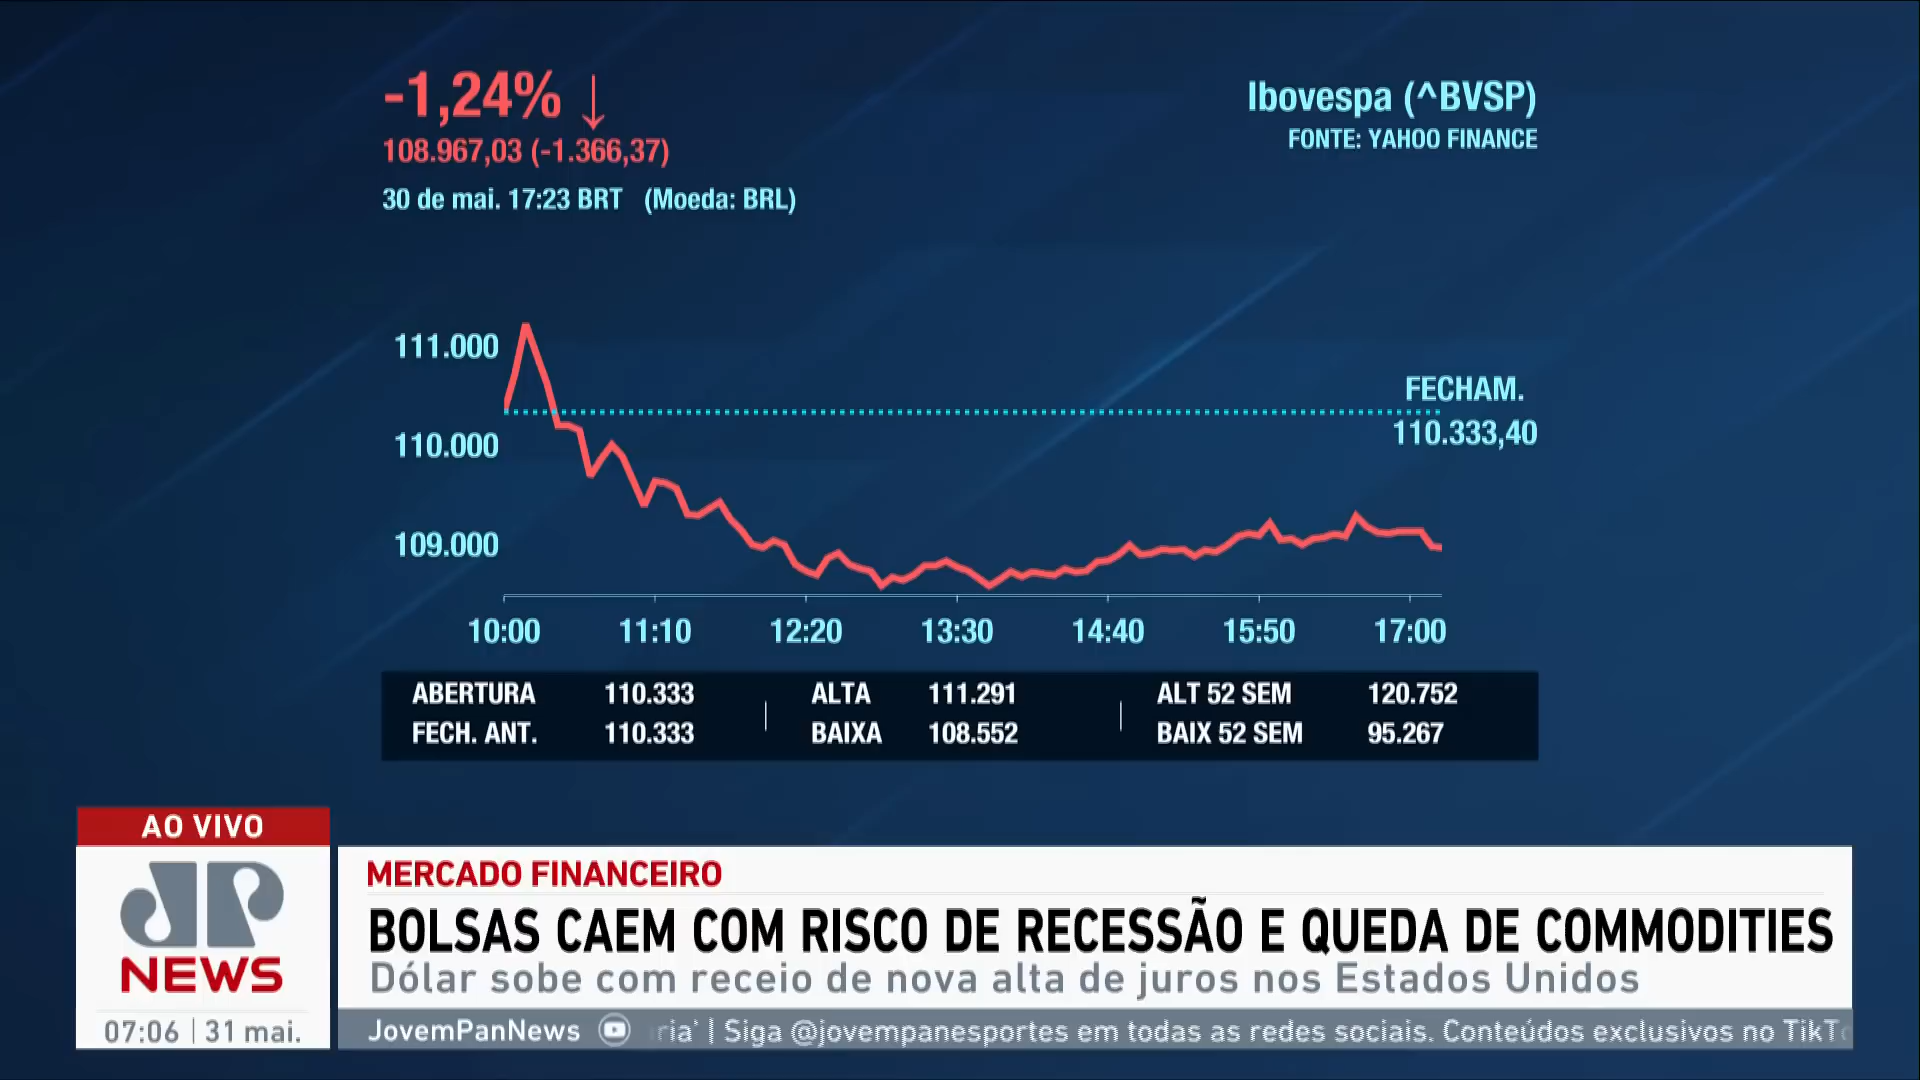 -1,24% ↓
108.967,03 (-1.366,37)
30 de mai. 17:23 BRT (Moeda: BRL)
Ibovespa (^BVSP)
FONTE: YAHOO FINANCE
111.000
110.000
109.000
FECHAM.
110.333,40
10:00 11:10 12:20 13:30 14:40 15:50 17:00
ABERTURA 110.333 ALTA 111.291 ALT 52 SEM 120.752
FECH. ANT. 110.333 BAIXA 108.552 BAIX 52 SEM 95.267
AO VIVO
JP
NEWS
07:06 | 31 mai.
MERCADO FINANCEIRO
BOLSAS CAEM COM RISCO DE RECESSÃO E QUEDA DE COMMODITIES
Dólar sobe com receio de nova alta de juros nos Estados Unidos
JovemPanNews ria' | Siga @jovempanesportes em todas as redes sociais. Conteúdos exclusivos no TikTo